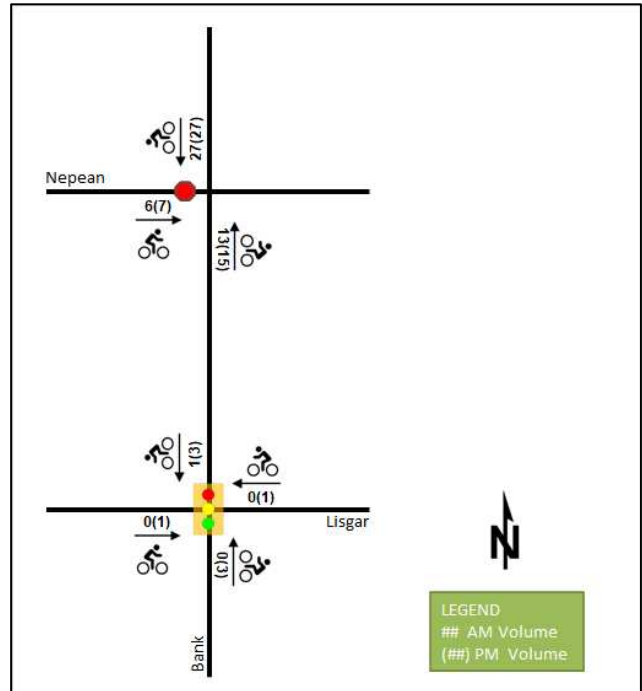 27(27)
Nepean
6(7)
13(15)
1(3)
0(1)
0(1)
Lisgar
0(3)
Bank
N
LEGEND
## AM Volume
(##) PM Volume